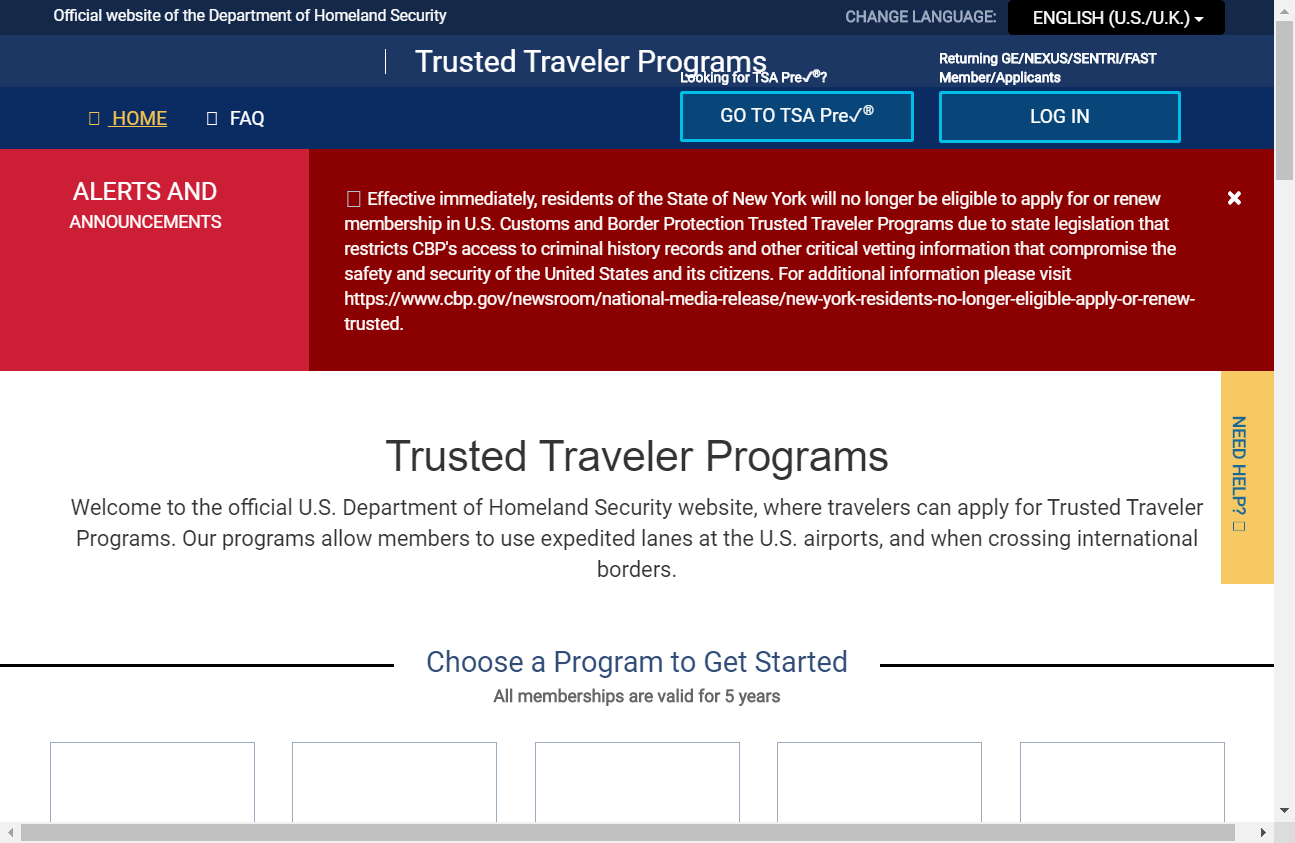 Official website of the Department of Homeland Security
CHANGE LANGUAGE:
ENGLISH (U.S./U.K.)
Trusted Traveler Programs
Looking for TSA Pre✓®?
Returning GE/NEXUS/SENTRI/FAST
Member/Applicants
HOME
FAQ
GO TO TSA Pre✓®
LOG IN
ALERTS AND
ANNOUNCEMENTS
Effective immediately, residents of the State of New York will no longer be eligible to apply for or renew
membership in U.S. Customs and Border Protection Trusted Traveler Programs due to state legislation that
restricts CBP's access to criminal history records and other critical vetting information that compromise the
safety and security of the United States and its citizens. For additional information please visit
https://www.cbp.gov/newsroom/national-media-release/new-york-residents-no-longer-eligible-apply-or-renew-
trusted.
NEED HELP?
Trusted Traveler Programs
Welcome to the official U.S. Department of Homeland Security website, where travelers can apply for Trusted Traveler
Programs. Our programs allow members to use expedited lanes at the U.S. airports, and when crossing international
borders.
Choose a Program to Get Started
All memberships are valid for 5 years